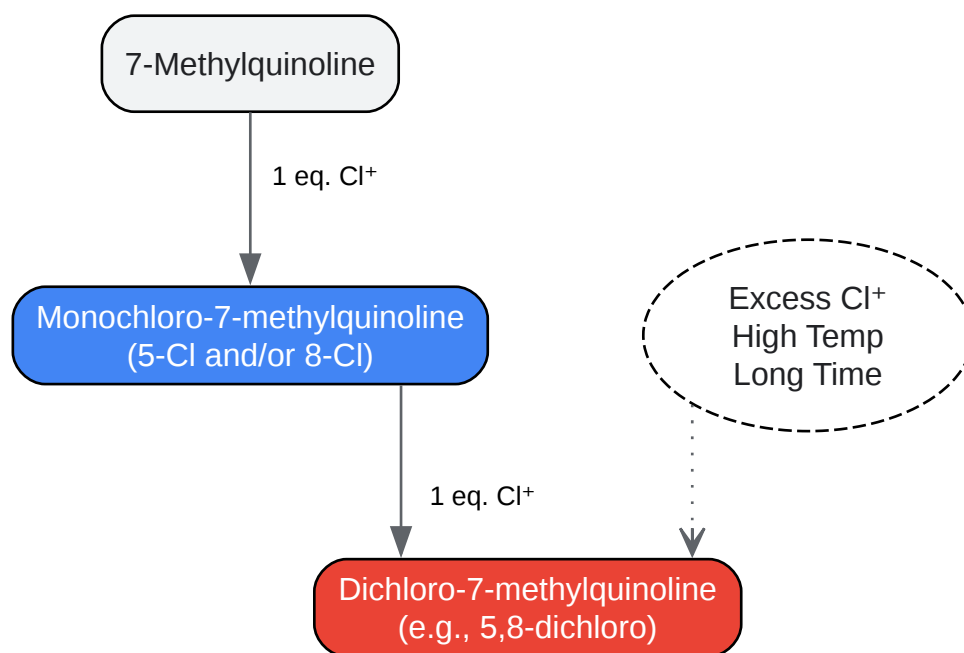 7-Methylquinoline
1 eq. Cl⁺
Monochloro-7-methylquinoline
(5-Cl and/or 8-Cl)
Excess Cl⁺
High Temp
Long Time
1 eq. Cl⁺
Dichloro-7-methylquinoline
(e.g., 5,8-dichloro)